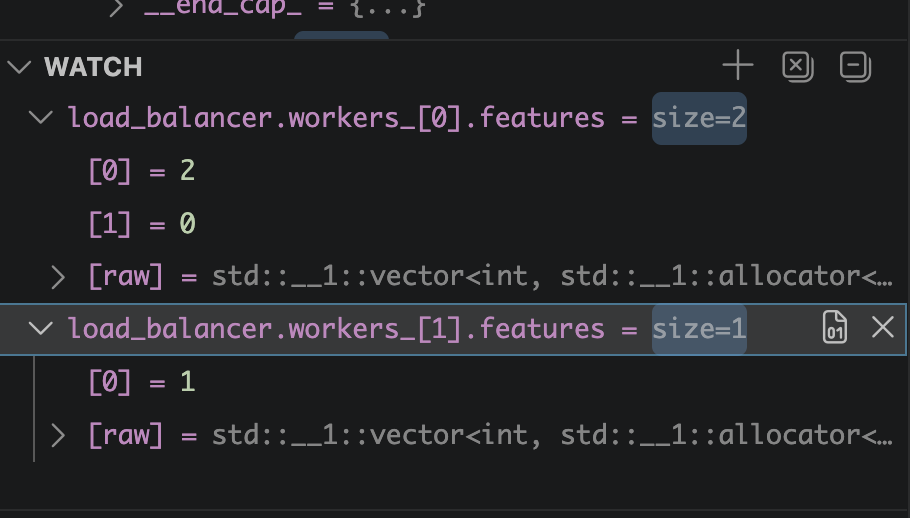 __end_cap_ = {...}
WATCH
load_balancer.workers_[0].features = size=2
[0] = 2
[1] = 0
[raw] = std::__1::vector<int, std::__1::allocator<…
load_balancer.workers_[1].features = size=1
[0] = 1
[raw] = std::__1::vector<int, std::__1::allocator<…